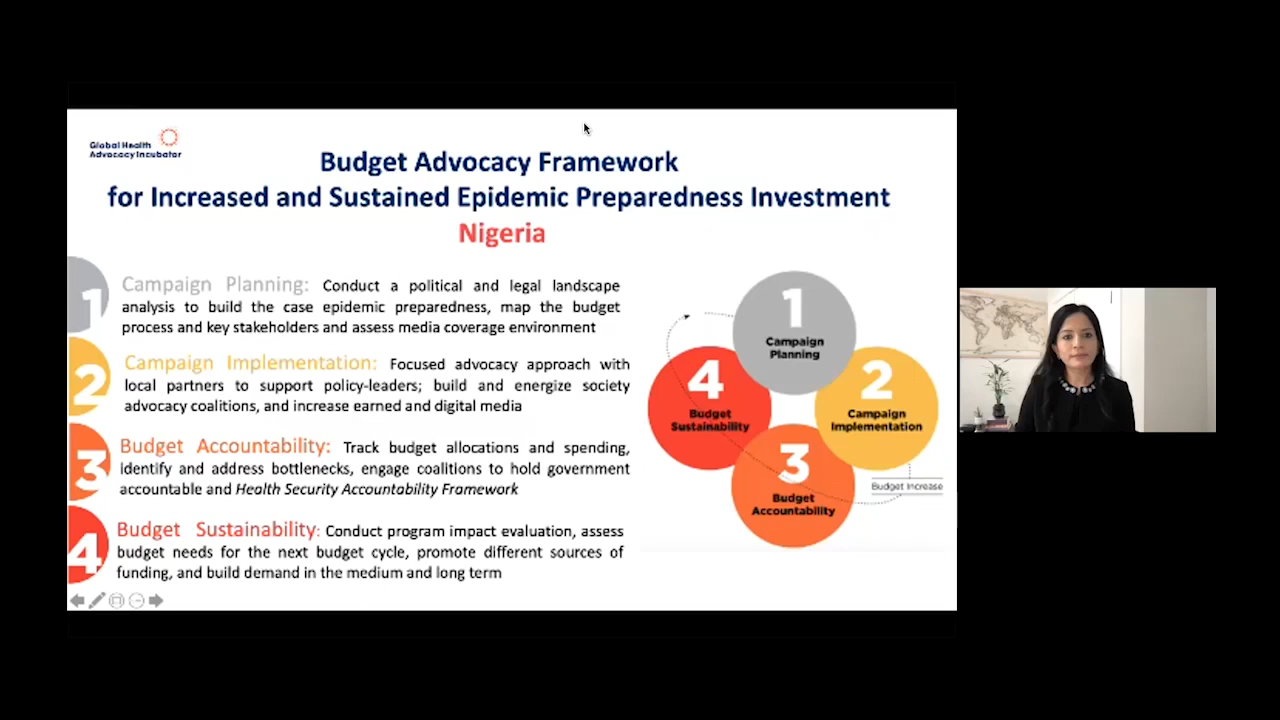 Global Health
Advocacy Incubator
Budget Advocacy Framework
for Increased and Sustained Epidemic Preparedness Investment
Nigeria
1
Campaign Planning: Conduct a political and legal landscape
analysis to build the case epidemic preparedness, map the budget
process and key stakeholders and assess media coverage environment
2
Campaign Implementation: Focused advocacy approach with
local partners to support policy-leaders; build and energize society
advocacy coalitions, and increase earned and digital media
3
Budget Accountability: Track budget allocations and spending,
identify and address bottlenecks, engage coalitions to hold government
accountable and Health Security Accountability Framework
4
Budget Sustainability: Conduct program impact evaluation, assess
budget needs for the next budget cycle, promote different sources of
funding, and build demand in the medium and long term
1
Campaign
Planning
2
Campaign
Implementation
3
Budget
Accountability
4
Budget
Sustainability
Budget Increase